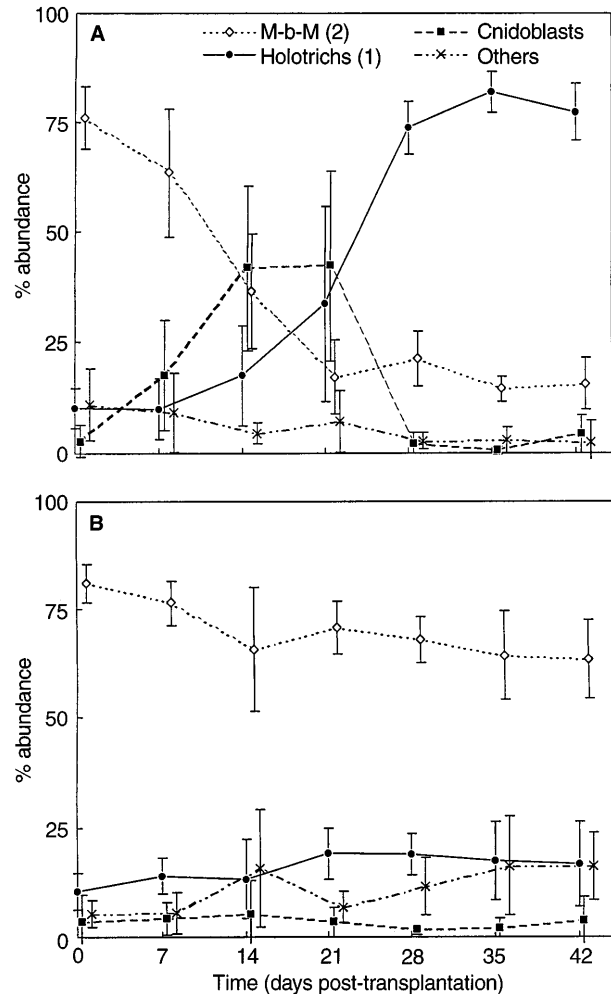 100
A
M-b-M (2)
Cnidoblasts
Holotrichs (1)
Others
75
50
25
0
% abundance
100
B
75
50
25
0
% abundance
0 7 14 21 28 35 42
Time (days post-transplantation)